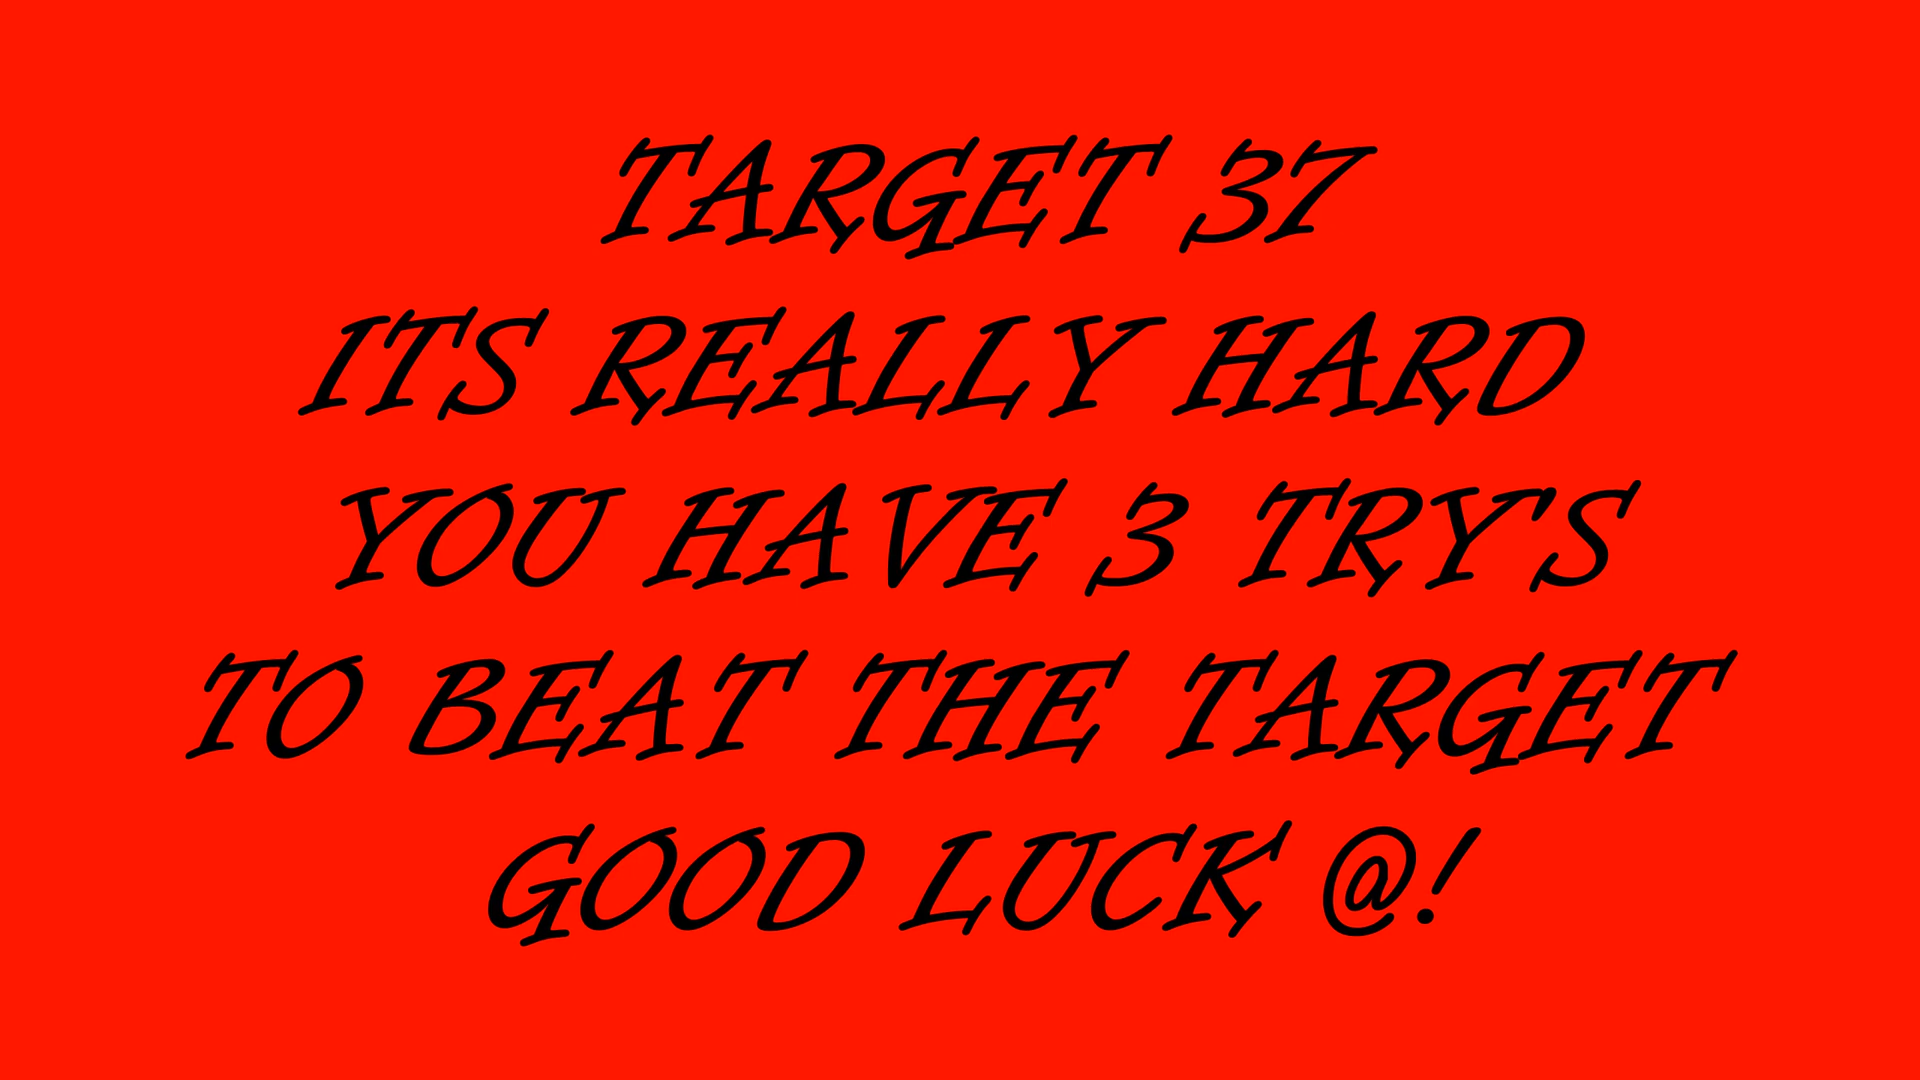 TARGET 37
ITS REALLY HARD
YOU HAVE 3 TRY'S
TO BEAT THE TARGET
GOOD LUCK @!